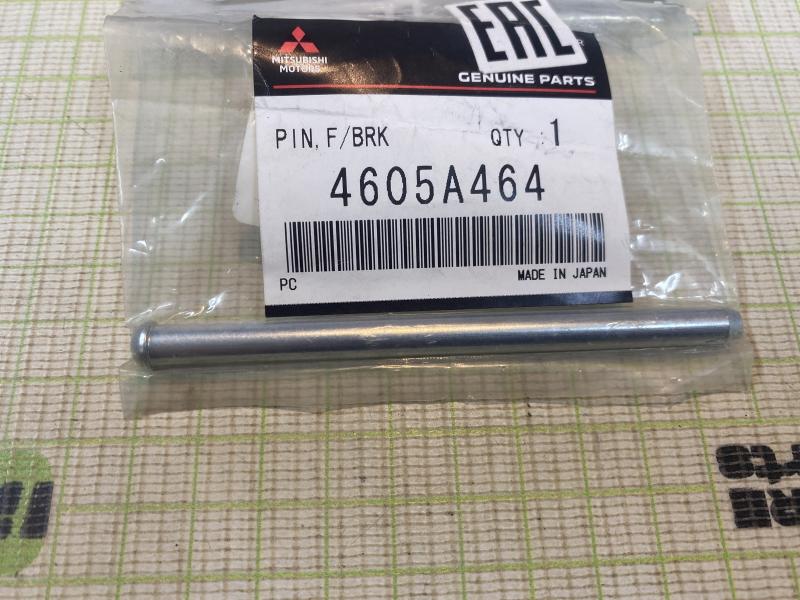 EAC
MITSUBISHI
MOTORS
GENUINE PARTS
PIN, F/BRK QTY : 1
4605A464
PC MADE IN JAPAN